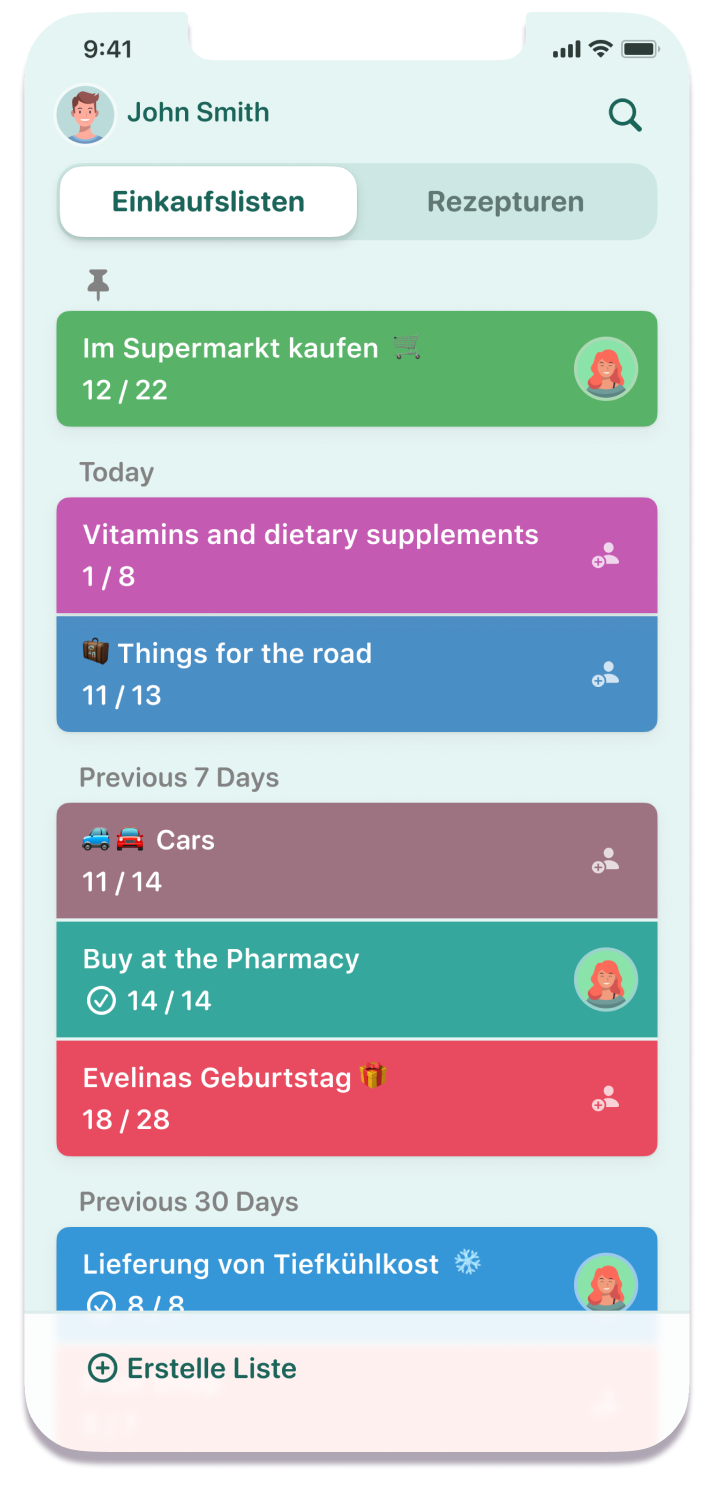 9:41
John Smith
Einkaufslisten
Rezepturen
Im Supermarkt kaufen 🛒
12 / 22
Today
Vitamins and dietary supplements
1 / 8
🧳 Things for the road
11 / 13
Previous 7 Days
🚙🚘 Cars
11 / 14
Buy at the Pharmacy
14 / 14
Evelinas Geburtstag 🎁
18 / 28
Previous 30 Days
Lieferung von Tiefkühlkost ❄️
8 / 8
Erstelle Liste